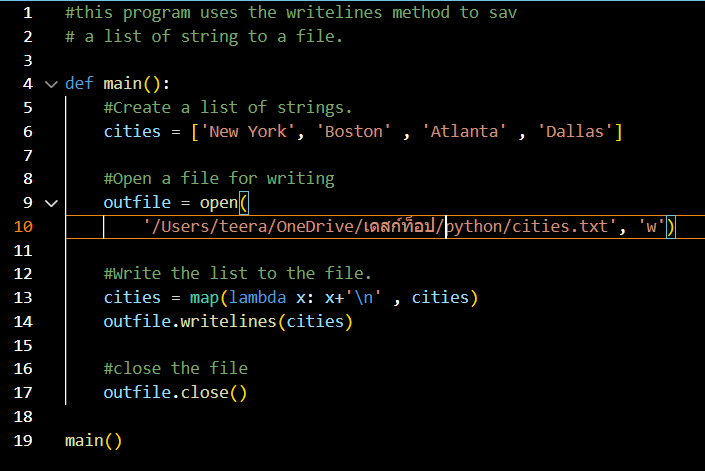 1 #this program uses the writelines method to sav
2 # a list of string to a file.
3
4 def main():
5 #Create a list of strings.
6 cities = ['New York', 'Boston' , 'Atlanta' , 'Dallas']
7
8 #Open a file for writing
9 outfile = open(
10 '/Users/teera/OneDrive/เดสก์ท็อป/python/cities.txt', 'w')
11
12 #Write the list to the file.
13 cities = map(lambda x: x+'\n' , cities)
14 outfile.writelines(cities)
15
16 #close the file
17 outfile.close()
18
19 main()